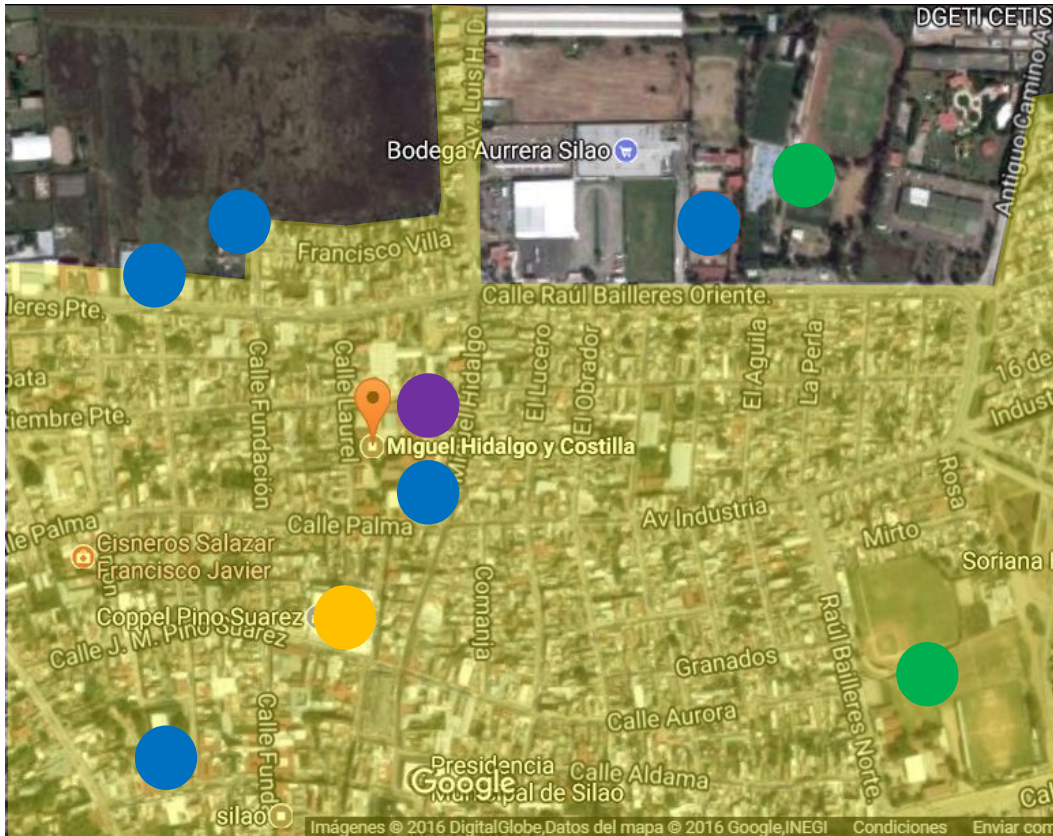 DGETI CETIS
Av. Luis H. D
Bodega Aurrera Silao
Antiguo Camino A
Francisco Villa
lleres Pte.
Calle Raúl Bailleres Oriente.
pata
Calle Fundación
Calle Laurel
Miguel Hidalgo
El Lucero
El Obrador
El Aguila
La Perla
16 de
Indust
tiembre Pte.
MIguel Hidalgo y Costilla
Rosa
lle Palma
Calle Palma
Av Industria
Mirto
Cisneros Salazar
Francisco Javier
Soriana
Comanja
Coppel Pino Suarez
Calle J. M. Pino Suárez
Raúl Bailleres Norte.
Granados
Calle Aurora
Calle Fund
Presidencia
Municipal de Silao
Google
Calle Aldama
Cal
silao
Imágenes © 2016 DigitalGlobe,Datos del mapa © 2016 Google,INEGI Condiciones Enviar com